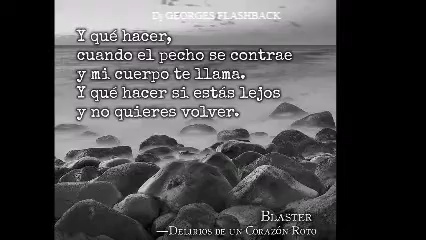 Dj GEORGES FLASHBACK
Y qué hacer,
cuando el pecho se contrae
y mi cuerpo te llama.
Y qué hacer si estás lejos
y no quieres volver.
Blaster
—Delirios de un Corazón Roto